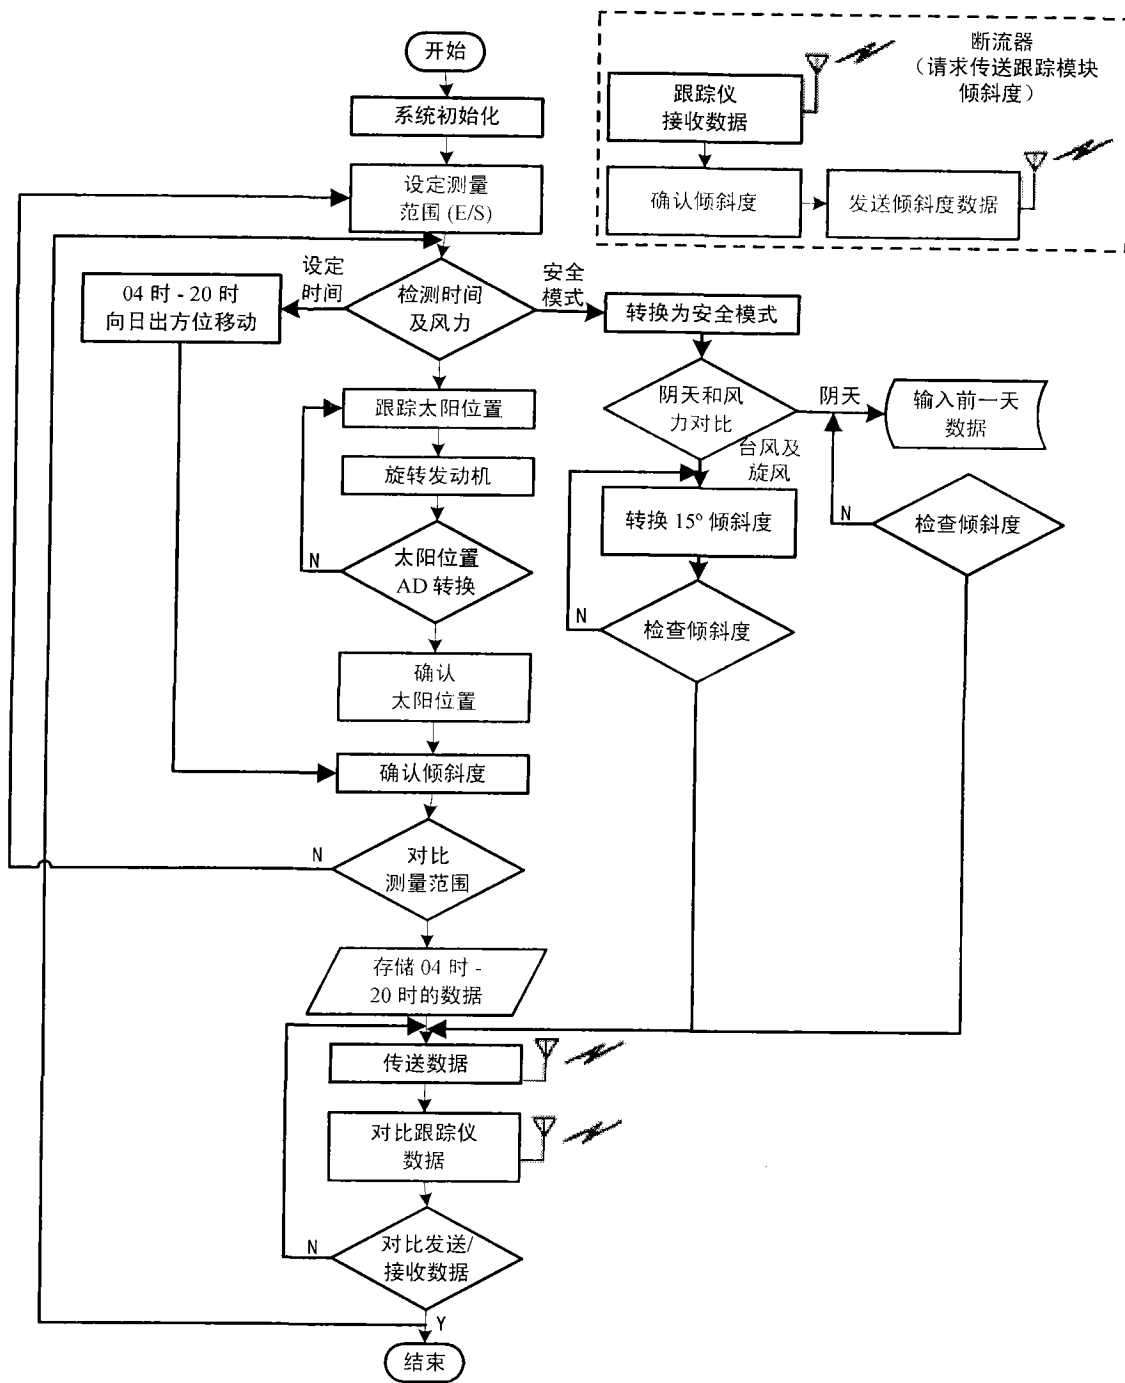 开始
系统初始化
设定测量
范围 (E/S)
设定
时间
04 时 - 20 时
向日出方位移动
检测时间
及风力
安全
模式
转换为安全模式
跟踪太阳位置
旋转发动机
N
太阳位置
AD 转换
确认
太阳位置
确认倾斜度
N
对比
测量范围
存储 04 时 -
20 时的数据
传送数据
对比跟踪仪
数据
N
对比发送/
接收数据
Y
结束
阴天和风
力对比
阴天
输入前一天
数据
台风及
旋风
转换 15º 倾斜度
N
检查倾斜度
N
检查倾斜度
断流器
（请求传送跟踪模块
倾斜度）
跟踪仪
接收数据
确认倾斜度
发送倾斜度数据